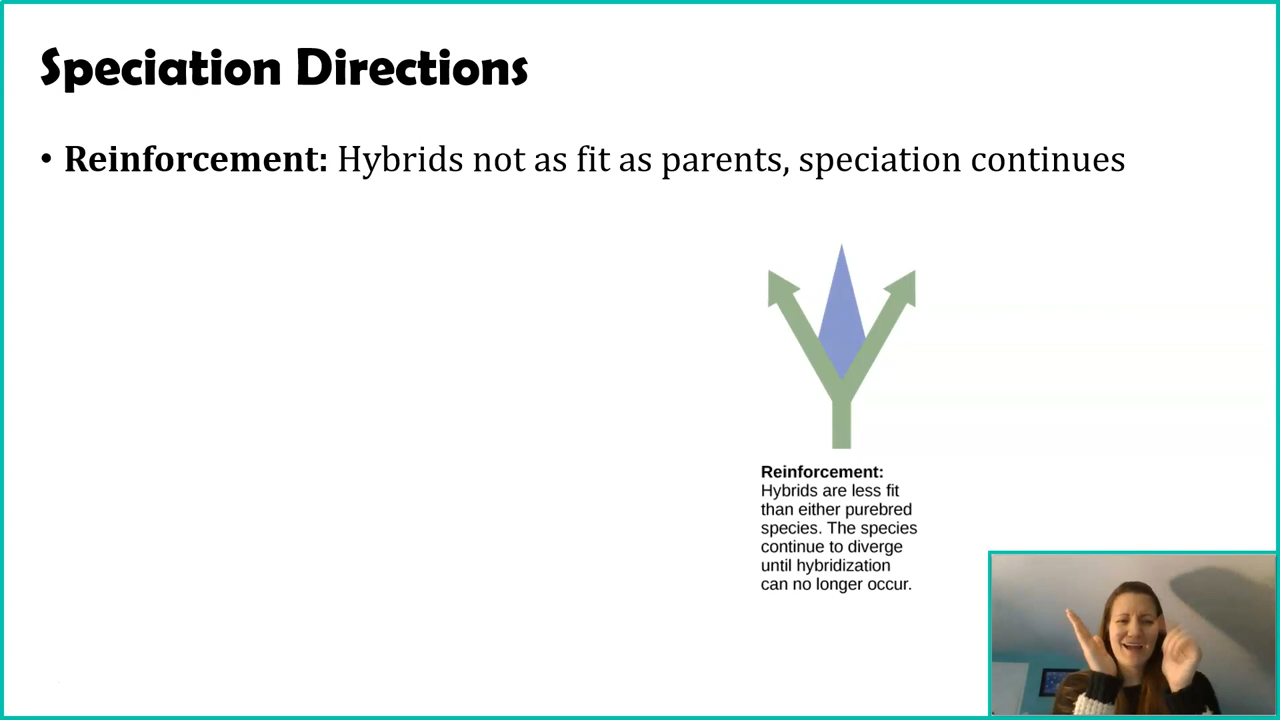 Speciation Directions
• Reinforcement: Hybrids not as fit as parents, speciation continues
Reinforcement:
Hybrids are less fit
than either purebred
species. The species
continue to diverge
until hybridization
can no longer occur.